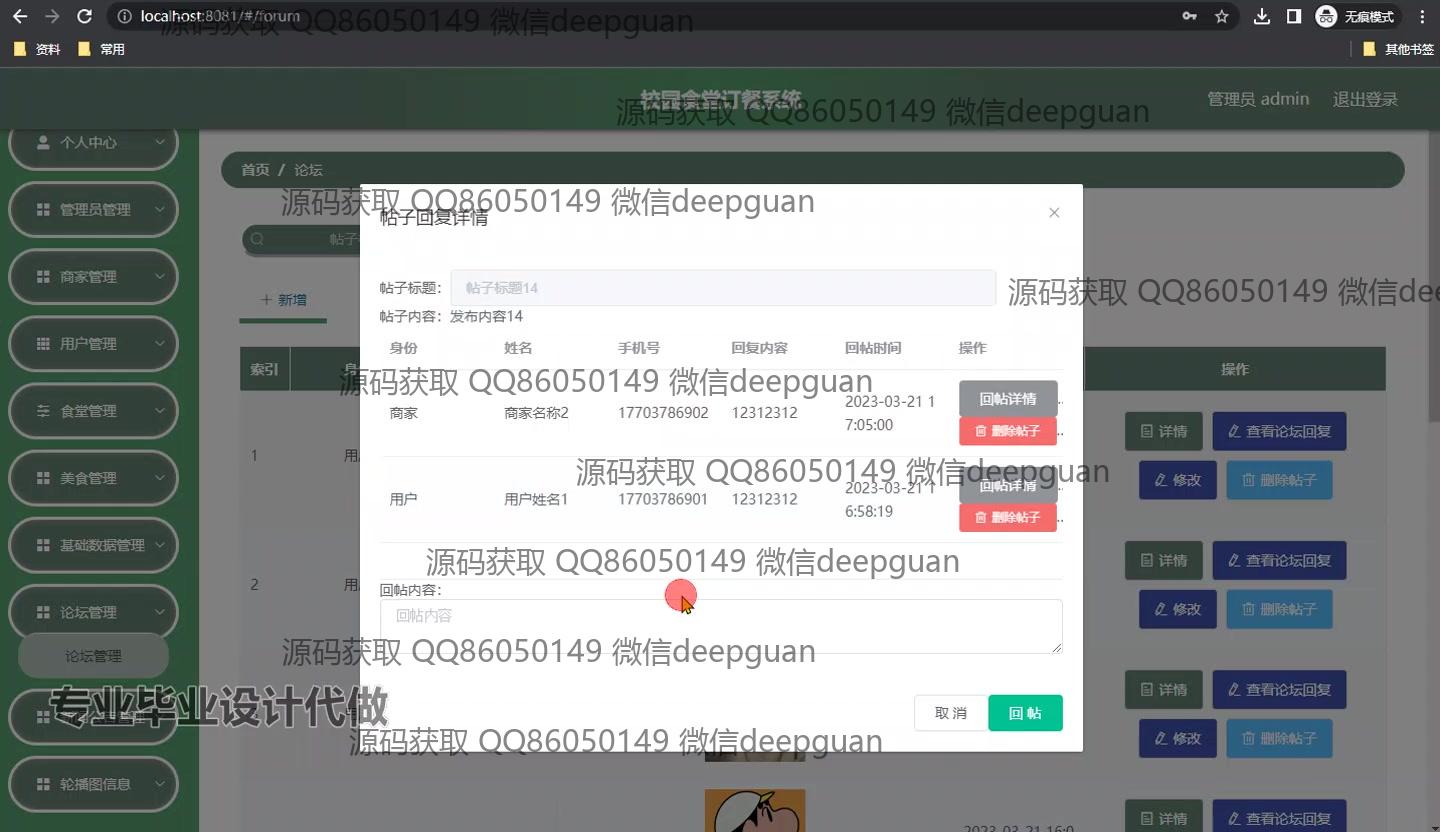 localhost:8081/#/forum
无痕模式
资料
常用
其他书签
校园食堂订餐系统
管理员 admin
退出登录
源码获取 QQ86050149 微信deepguan
源码获取 QQ86050149 微信deepguan
个人中心
管理员管理
商家管理
用户管理
食堂管理
美食管理
基础数据管理
论坛管理
论坛管理
轮播图信息
专业毕业设计代做
首页 / 论坛
源码获取 QQ86050149 微信deepguan
帖子回复详情
帖子
+ 新增
帖子标题:
帖子标题14
源码获取 QQ86050149 微信dee
帖子内容: 发布内容14
索引
操作
身份 姓名 手机号 回复内容 回帖时间 操作
源码获取 QQ86050149 微信deepguan
商家 商家名称2 17703786902 12312312 2023-03-21 1
7:05:00
回帖详情
删除帖子
1
详情 查看论坛回复
修改 删除帖子
源码获取 QQ86050149 微信deepguan
用户 用户姓名1 17703786901 12312312 2023-03-21 1
6:58:19
回帖详情
删除帖子
源码获取 QQ86050149 微信deepguan
2
详情 查看论坛回复
修改 删除帖子
回帖内容:
回帖内容
源码获取 QQ86050149 微信deepguan
取 消
回 帖
详情 查看论坛回复
修改 删除帖子
源码获取 QQ86050149 微信deepguan
详情 查看论坛回复